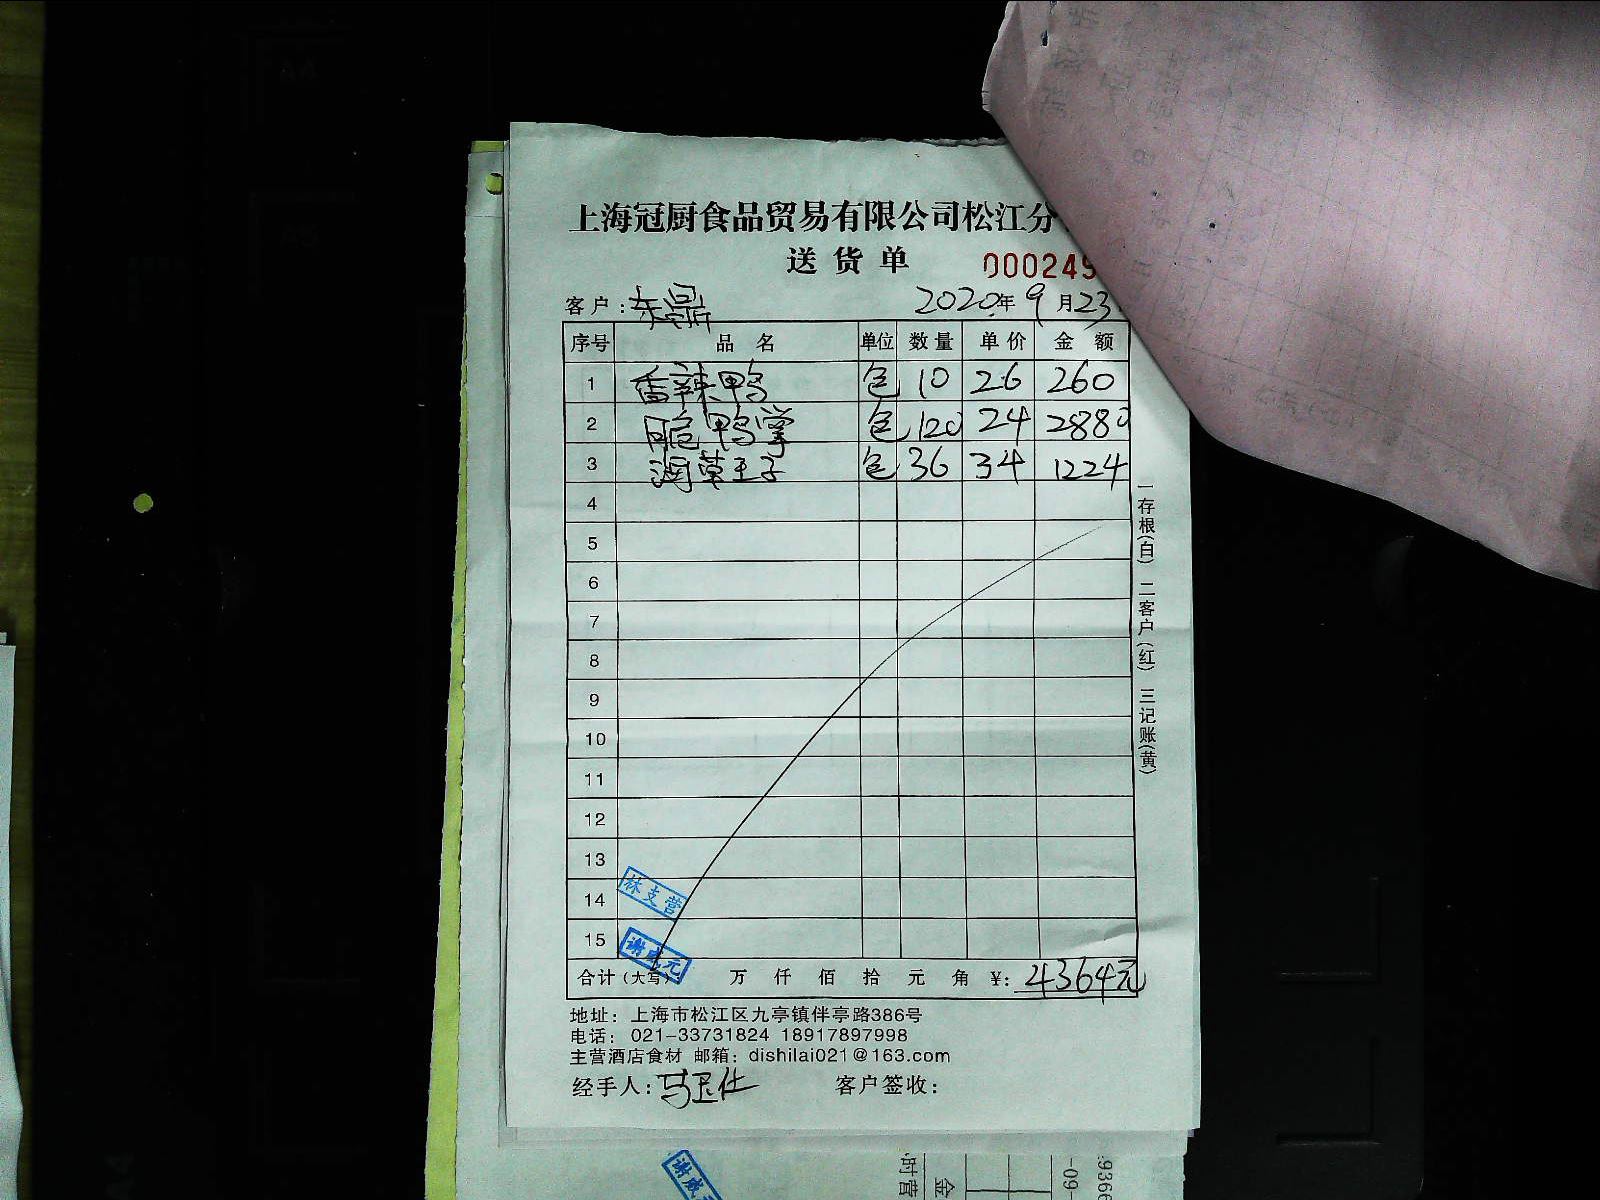 上海冠厨食品贸易有限公司松江分
送货单
000249
客户：东鼎 2020年9月23
序号 品名 单位 数量 单价 金额
1 香辣鸭 包 10 26 260
2 脆鸭掌 包 120 24 2880
3 包 36 34 1224
4
5
6
7
8
9
10
11
12
13
14 林支营
15 谢成元
合计（大写） 万 仟 佰 拾 元 角 ¥: 4364元
一存根(白) 二客户(红) 三记账(黄)
地址：上海市松江区九亭镇伴亭路386号
电话：021-33731824 18917897998
主营酒店食材 邮箱：dishilai021@163.com
经手人： 客户签收：